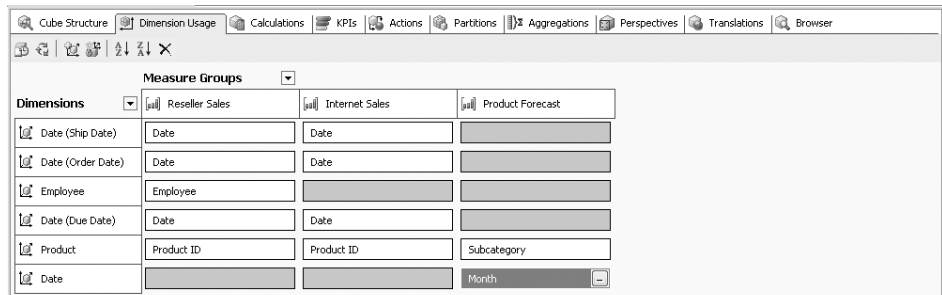 Cube Structure Dimension Usage Calculations KPIs Actions Partitions Aggregations Perspectives Translations Browser
Measure Groups
Dimensions Reseller Sales Internet Sales Product Forecast
Date (Ship Date) Date Date
Date (Order Date) Date Date
Employee Employee
Date (Due Date) Date Date
Product Product ID Product ID Subcategory
Date Month ...